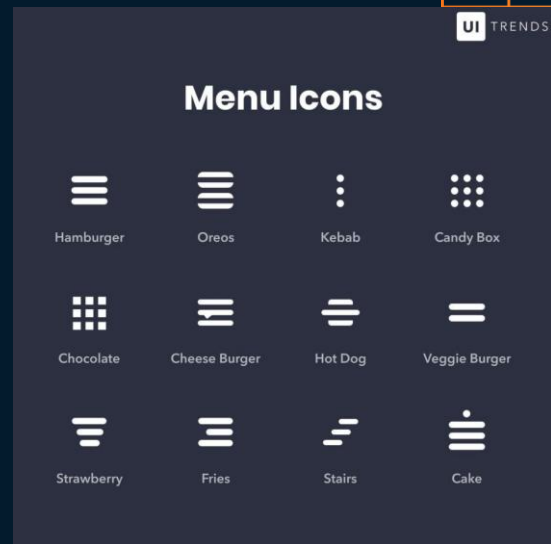 UI TRENDS
Menu Icons
Hamburger Oreos Kebab Candy Box
Chocolate Cheese Burger Hot Dog Veggie Burger
Strawberry Fries Stairs Cake